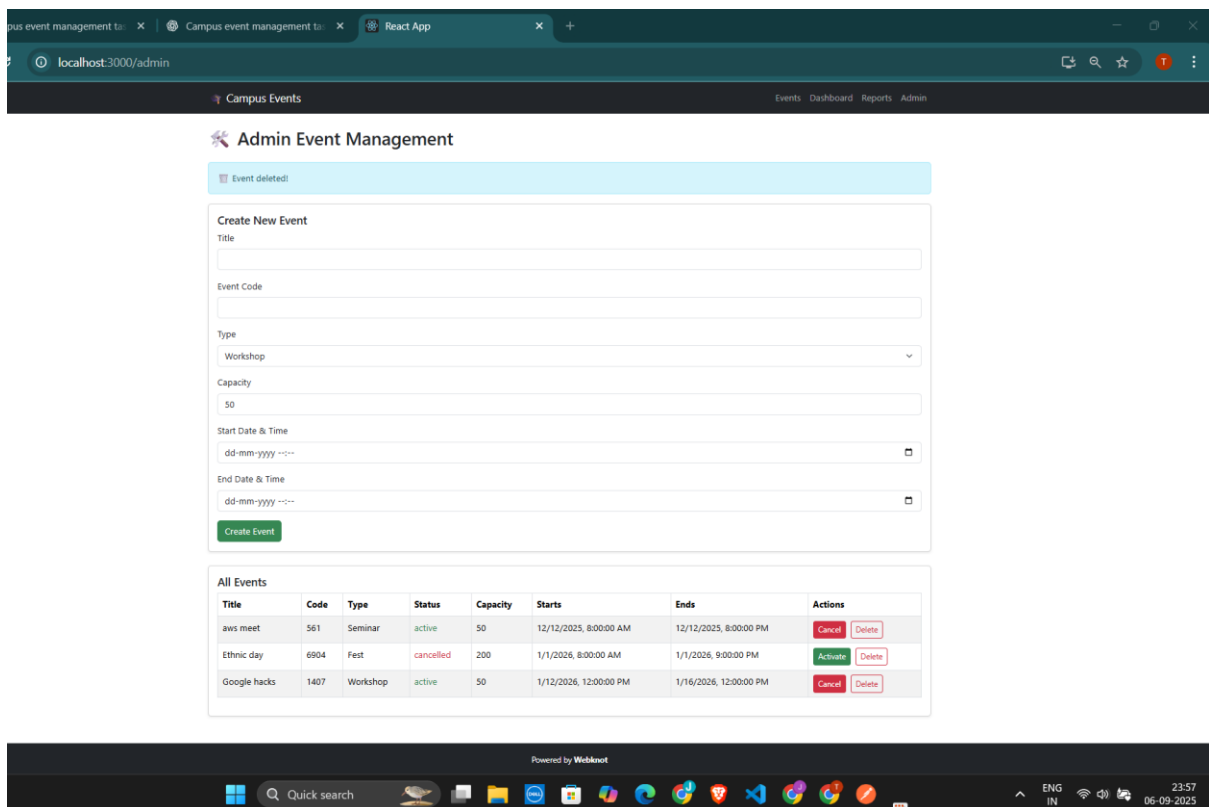 pus event management ta
Campus event management ta
React App
localhost:3000/admin
T
Campus Events
Events Dashboard Reports Admin
Admin Event Management
Event deleted!
Create New Event
Title
Event Code
Type
Workshop
Capacity
50
Start Date & Time
dd-mm-yyyy --:--
End Date & Time
dd-mm-yyyy --:--
Create Event
All Events
Title Code Type Status Capacity Starts Ends Actions
aws meet 561 Seminar active 50 12/12/2025, 8:00:00 AM 12/12/2025, 8:00:00 PM Cancel Delete
Ethnic day 6904 Fest cancelled 200 1/1/2026, 8:00:00 AM 1/1/2026, 9:00:00 PM Activate Delete
Google hacks 1407 Workshop active 50 1/12/2026, 12:00:00 PM 1/16/2026, 12:00:00 PM Cancel Delete
Powered by Webknot
Quick search
DELL
J
T
ENG
IN
23:57
06-09-2025